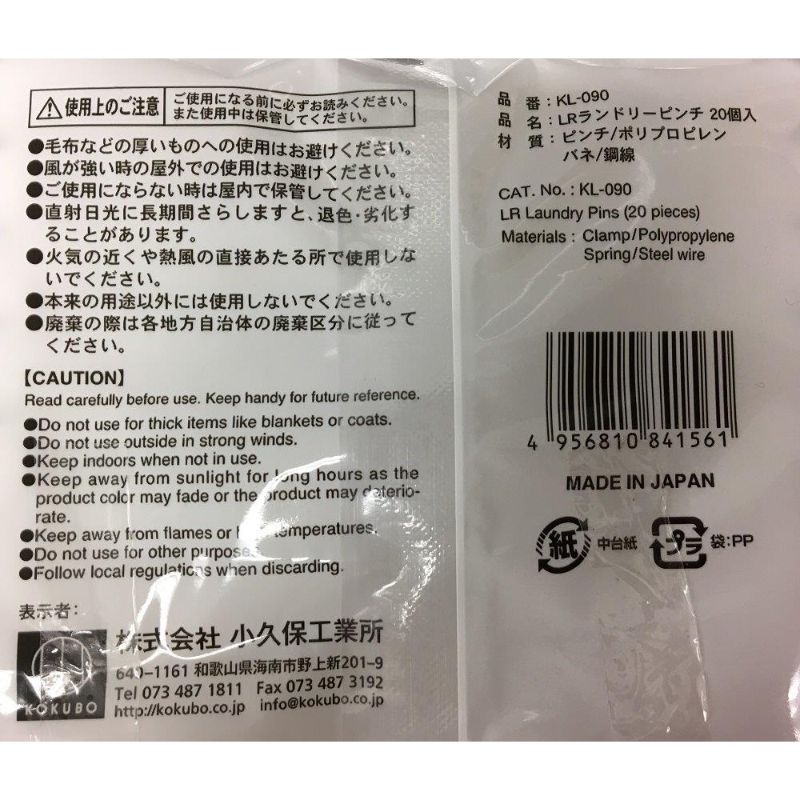 使用上のご注意
ご使用になる前に必ずお読みください。
また使用中は保管してください。
●毛布などの厚いものへの使用はお避けください。
●風が強い時の屋外での使用はお避けください。
●ご使用にならない時は屋内で保管してください。
●直射日光に長期間さらしますと、退色・劣化す
ることがあります。
●火気の近くや熱風の直接あたる所で使用しな
いでください。
●本来の用途以外には使用しないでください。
●廃棄の際は各地方自治体の廃棄区分に従って
ください。
【CAUTION】
Read carefully before use. Keep handy for future reference.
●Do not use for thick items like blankets or coats.
●Do not use outside in strong winds.
●Keep indoors when not in use.
●Keep away from sunlight for long hours as the
product color may fade or the product may deterio-
rate.
●Keep away from flames or temperatures.
●Do not use for other purposes.
●Follow local regulations when discarding.
表示者:
KOKUBO
株式会社 小久保工業所
640-1161 和歌山県海南市野上新201-9
Tel 073 487 1811 Fax 073 487 3192
http://kokubo.co.jp info@kokubo.co.jp
品 番:KL-090
品 名:LRランドリーピンチ 20個入
材 質:ピンチ/ポリプロピレン
バネ/鋼線
CAT. No.: KL-090
LR Laundry Pins (20 pieces)
Materials : Clamp/Polypropylene
Spring/Steel wire
4 956810 841561
MADE IN JAPAN
紙 中台紙 プラ 袋:PP